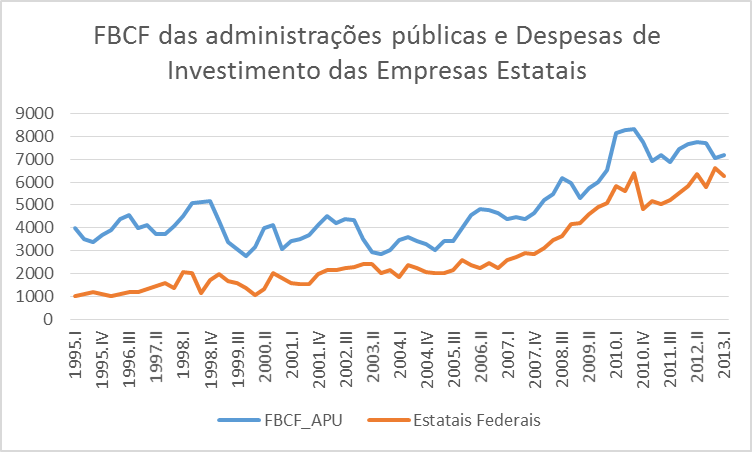 FBCF das administrações públicas e Despesas de
Investimento das Empresas Estatais
9000
8000
7000
6000
5000
4000
3000
2000
1000
0
1995.I
1995.IV
1996.III
1997.II
1998.I
1998.IV
1999.III
2000.II
2001.I
2001.IV
2002.III
2003.II
2004.I
2004.IV
2005.III
2006.II
2007.I
2007.IV
2008.III
2009.II
2010.I
2010.IV
2011.III
2012.II
2013.I
FBCF_APU
Estatais Federais